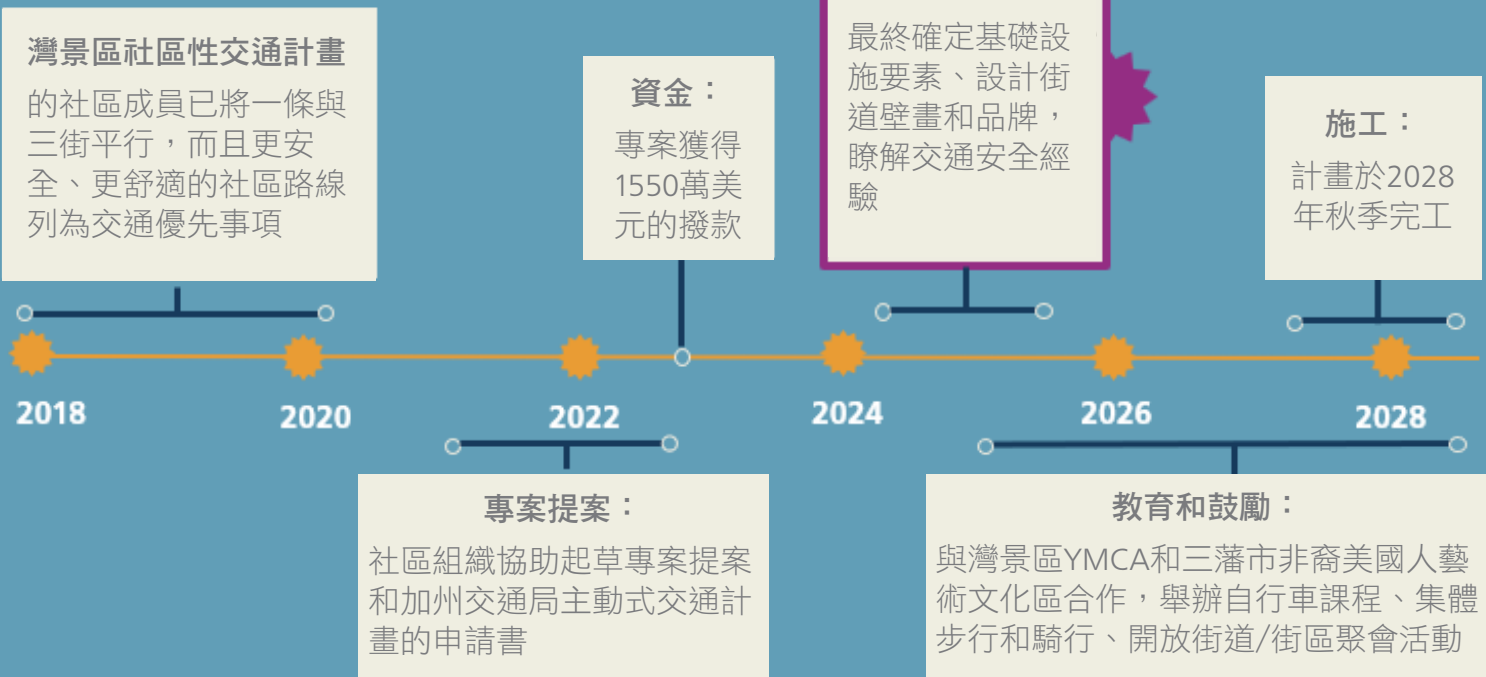 灣景區社區性交通計畫
的社區成員已將一條與
三街平行，而且更安
全、更舒適的社區路線
列為交通優先事項
資金：
專案獲得
1550萬美
元的撥款
最終確定基礎設
施要素、設計街
道壁畫和品牌，
瞭解交通安全經
驗
施工：
計畫於2028
年秋季完工
2018
2020
2022
2024
2026
2028
專案提案：
社區組織協助起草專案提案
和加州交通局主動式交通計
畫的申請書
教育和鼓勵：
與灣景區YMCA和三藩市非裔美國人藝
術文化區合作，舉辦自行車課程、集體
步行和騎行、開放街道/街區聚會活動